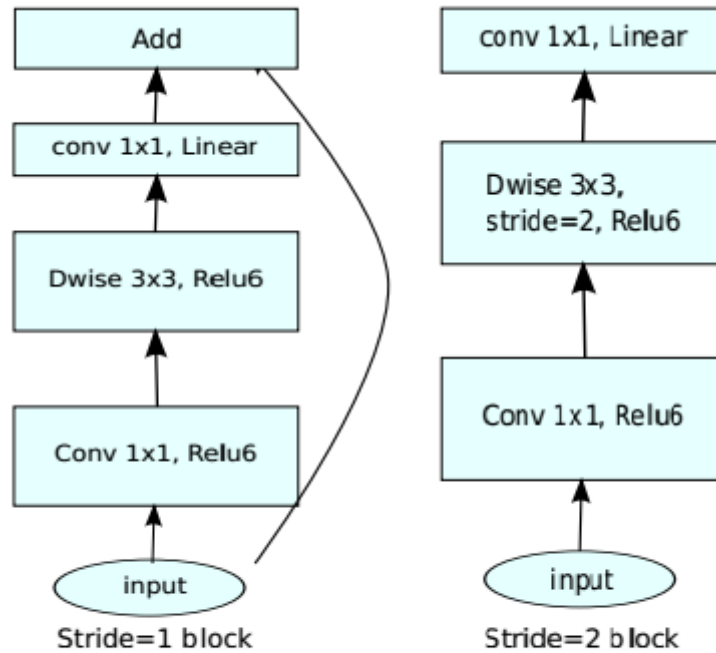 Add
conv 1x1, Linear
Dwise 3x3, Relu6
Conv 1x1, Relu6
input
Stride=1 block
conv 1x1, Linear
Dwise 3x3,
stride=2, Relu6
Conv 1x1, Relu6
input
Stride=2 block